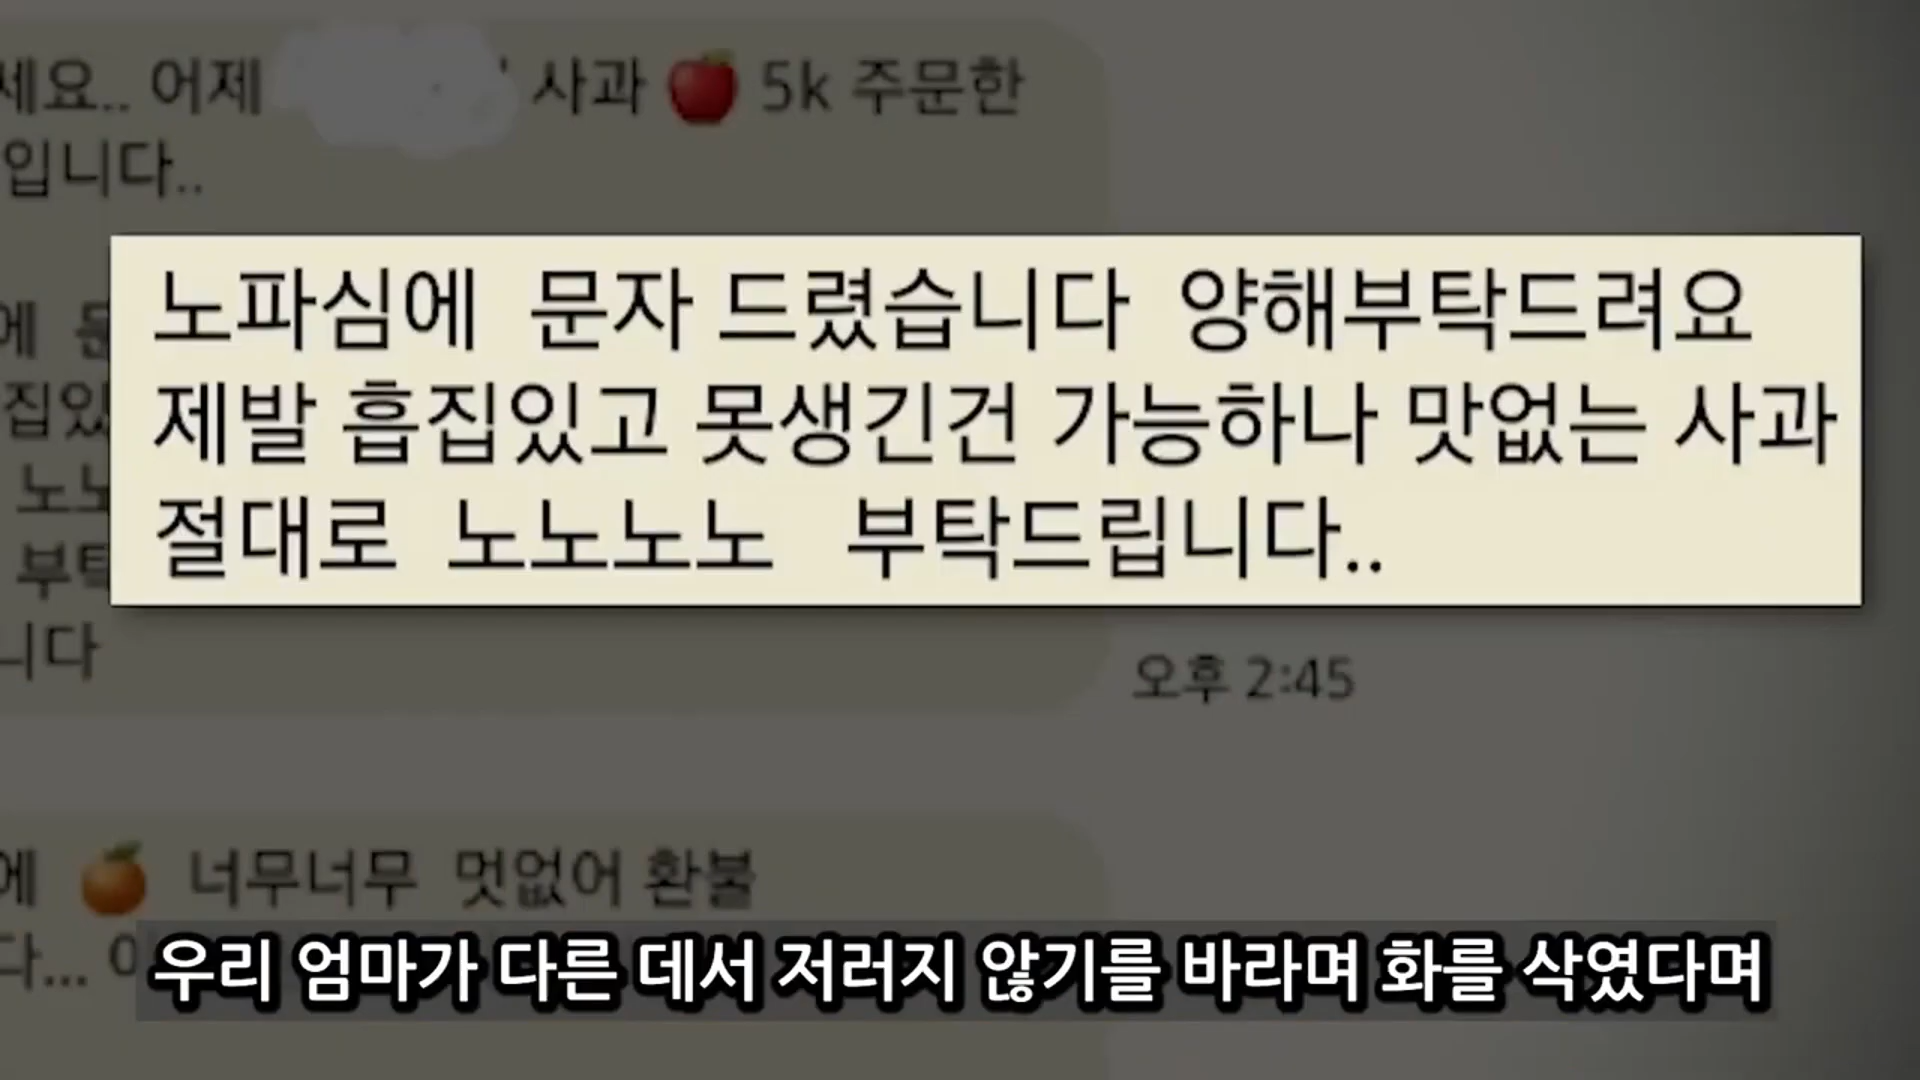 세요.. 어제 사과 🍎 5k 주문한
입니다..
노파심에 문자 드렸습니다 양해부탁드려요
제발 흡집있고 못생긴건 가능하나 맛없는 사과
절대로 노노노노 부탁드립니다..
니다
오후 2:45
에 🍊 너무너무 멋없어 환불
다...
우리 엄마가 다른 데서 저러지 않기를 바라며 화를 삭였다며